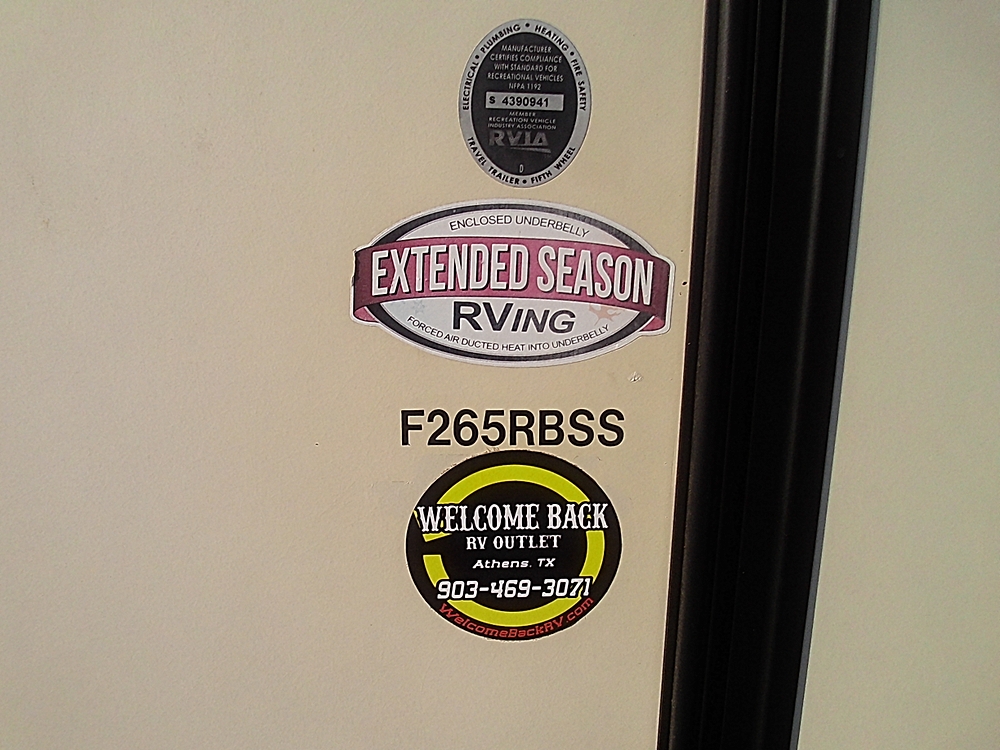 ELECTRICAL • PLUMBING • HEATING • FIRE SAFETY
MANUFACTURER
CERTIFIES COMPLIANCE
WITH STANDARD FOR
RECREATIONAL VEHICLES
NFPA 1192
S 4390941
MEMBER
RECREATION VEHICLE
INDUSTRY ASSOCIATION
RVIA
0
TRAVEL TRAILER • FIFTH WHEEL
ENCLOSED UNDERBELLY
EXTENDED SEASON
RVING
FORCED AIR DUCTED HEAT INTO UNDERBELLY
F265RBSS
WELCOME BACK
RV OUTLET
Athens, TX
903-469-3071
WelcomeBackRV.com